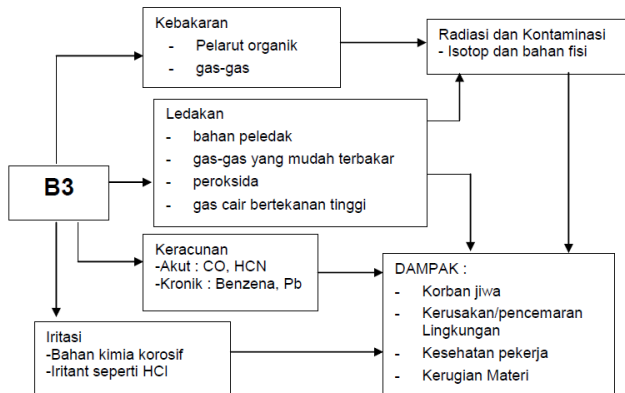 Kebakaran
- Pelarut organik
- gas-gas
Radiasi dan Kontaminasi
- Isotop dan bahan fisi
Ledakan
- bahan peledak
- gas-gas yang mudah terbakar
- peroksida
- gas cair bertekanan tinggi
B3
Keracunan
-Akut : CO, HCN
-Kronik : Benzena, Pb
DAMPAK :
- Korban jiwa
- Kerusakan/pencemaran
Lingkungan
- Kesehatan pekerja
- Kerugian Materi
Iritasi
-Bahan kimia korosif
-Iritant seperti HCl